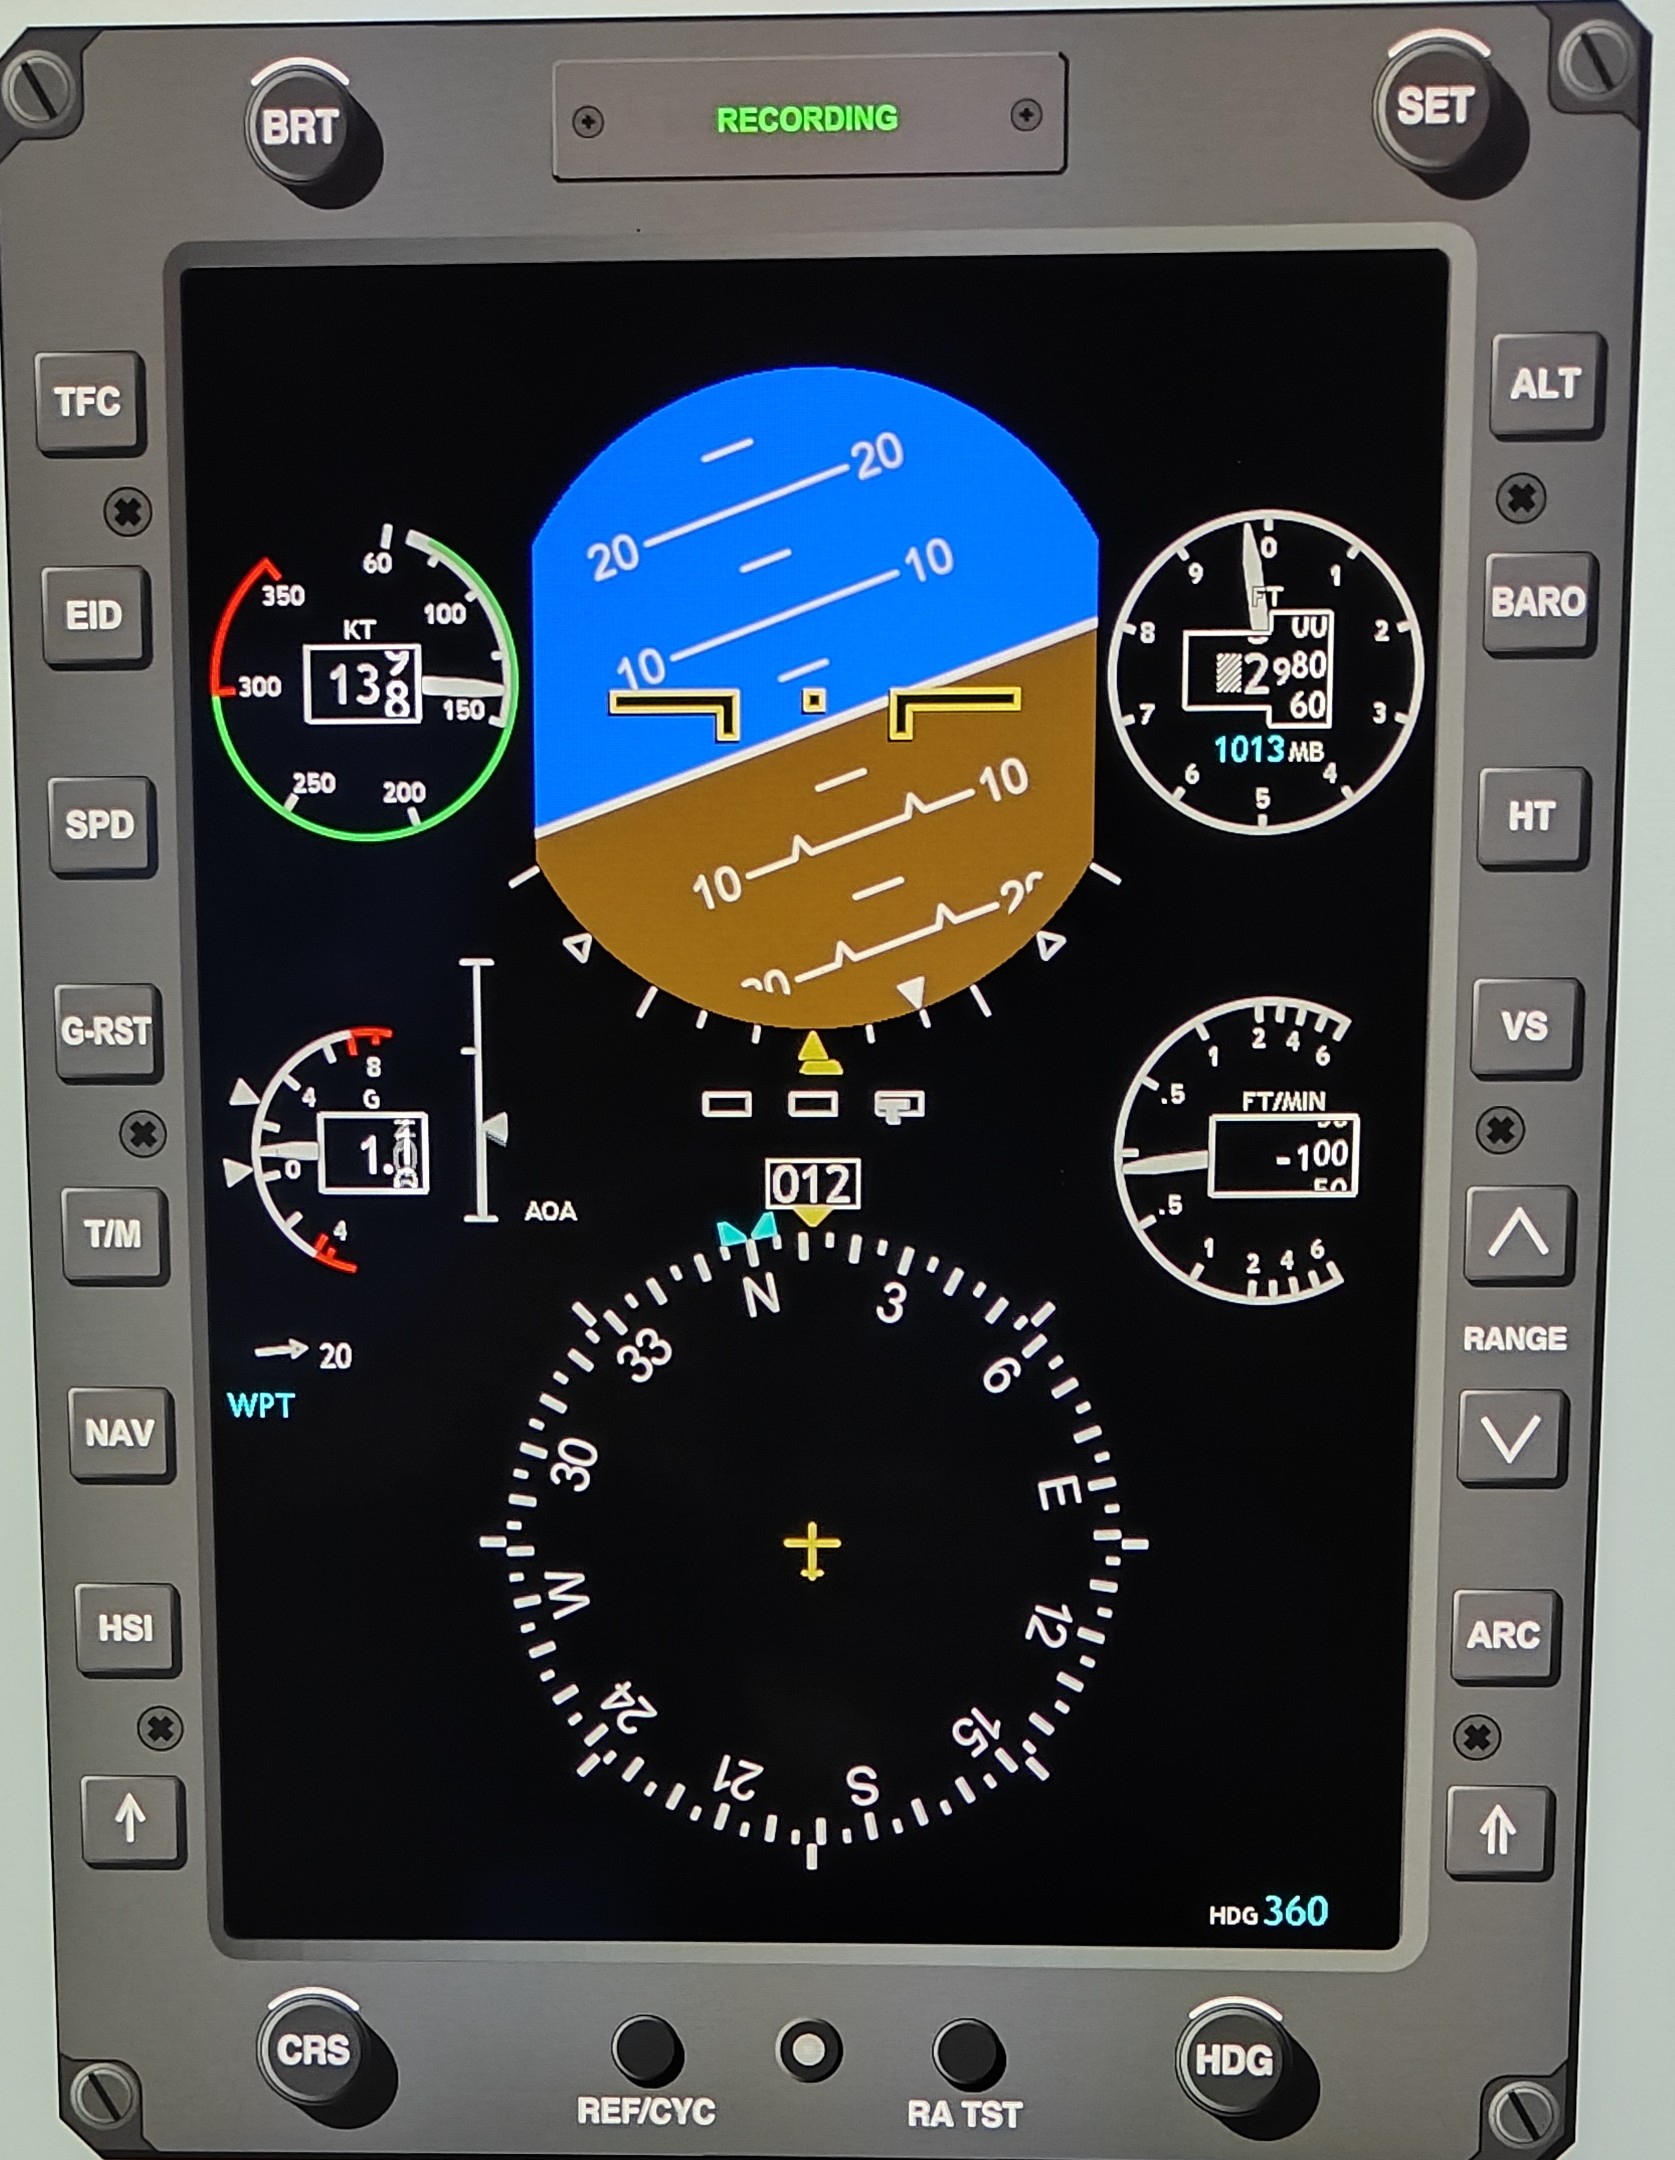 BRT
RECORDING
SET
TFC
ALT
EID
BARO
SPD
HT
G-RST
VS
T/M
RANGE
NAV
HSI
ARC
20 20
10 10
10 10
60
350
100
KT
13
300
150
250
200
0
9 1
FT
8 2
2980
60
7 3
1013 MB
6 4
5
8
4
G
1.
0
4
AOA
2 4 6
1
.5
FT/MIN
-100
.5
1
2 4 6
012
N 3
33 6
30 E
W 12
24 15
21 S
20
WPT
HDG 360
CRS
HDG
REF/CYC
RA TST